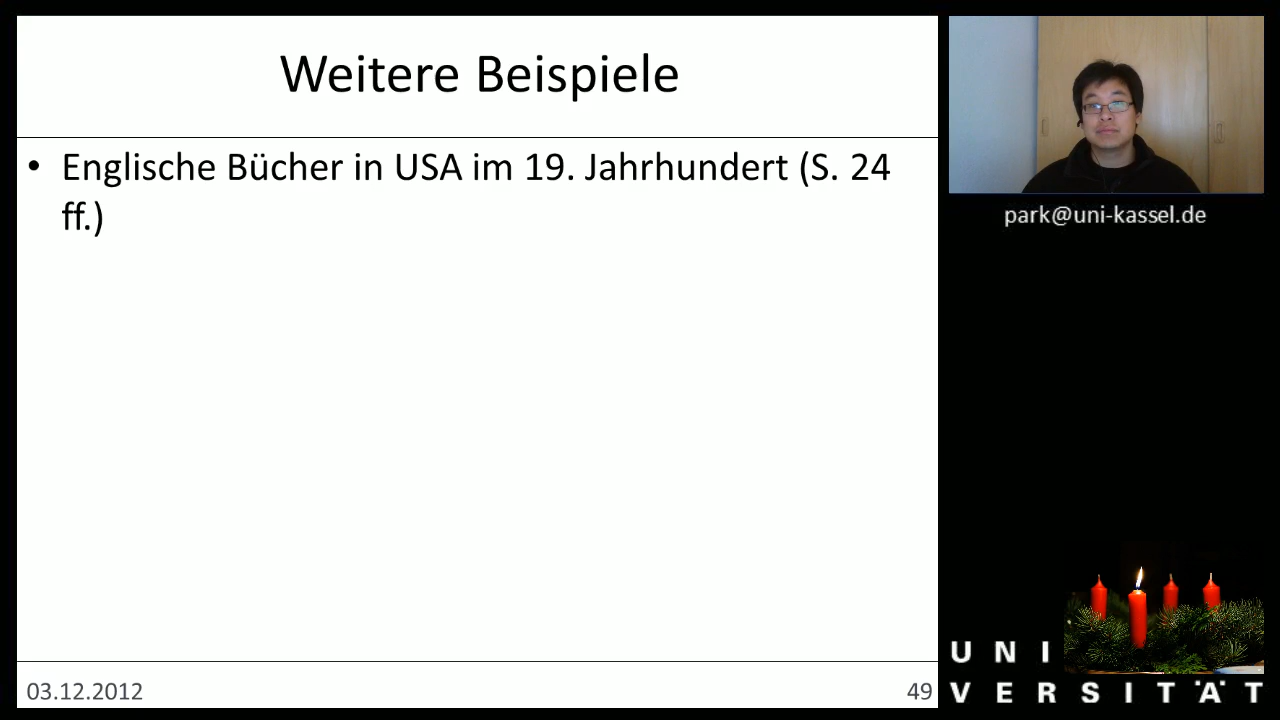 Weitere Beispiele
• Englische Bücher in USA im 19. Jahrhundert (S. 24
ff.)
03.12.2012
49
park@uni-kassel.de
U N I
V E R S I T Ä T